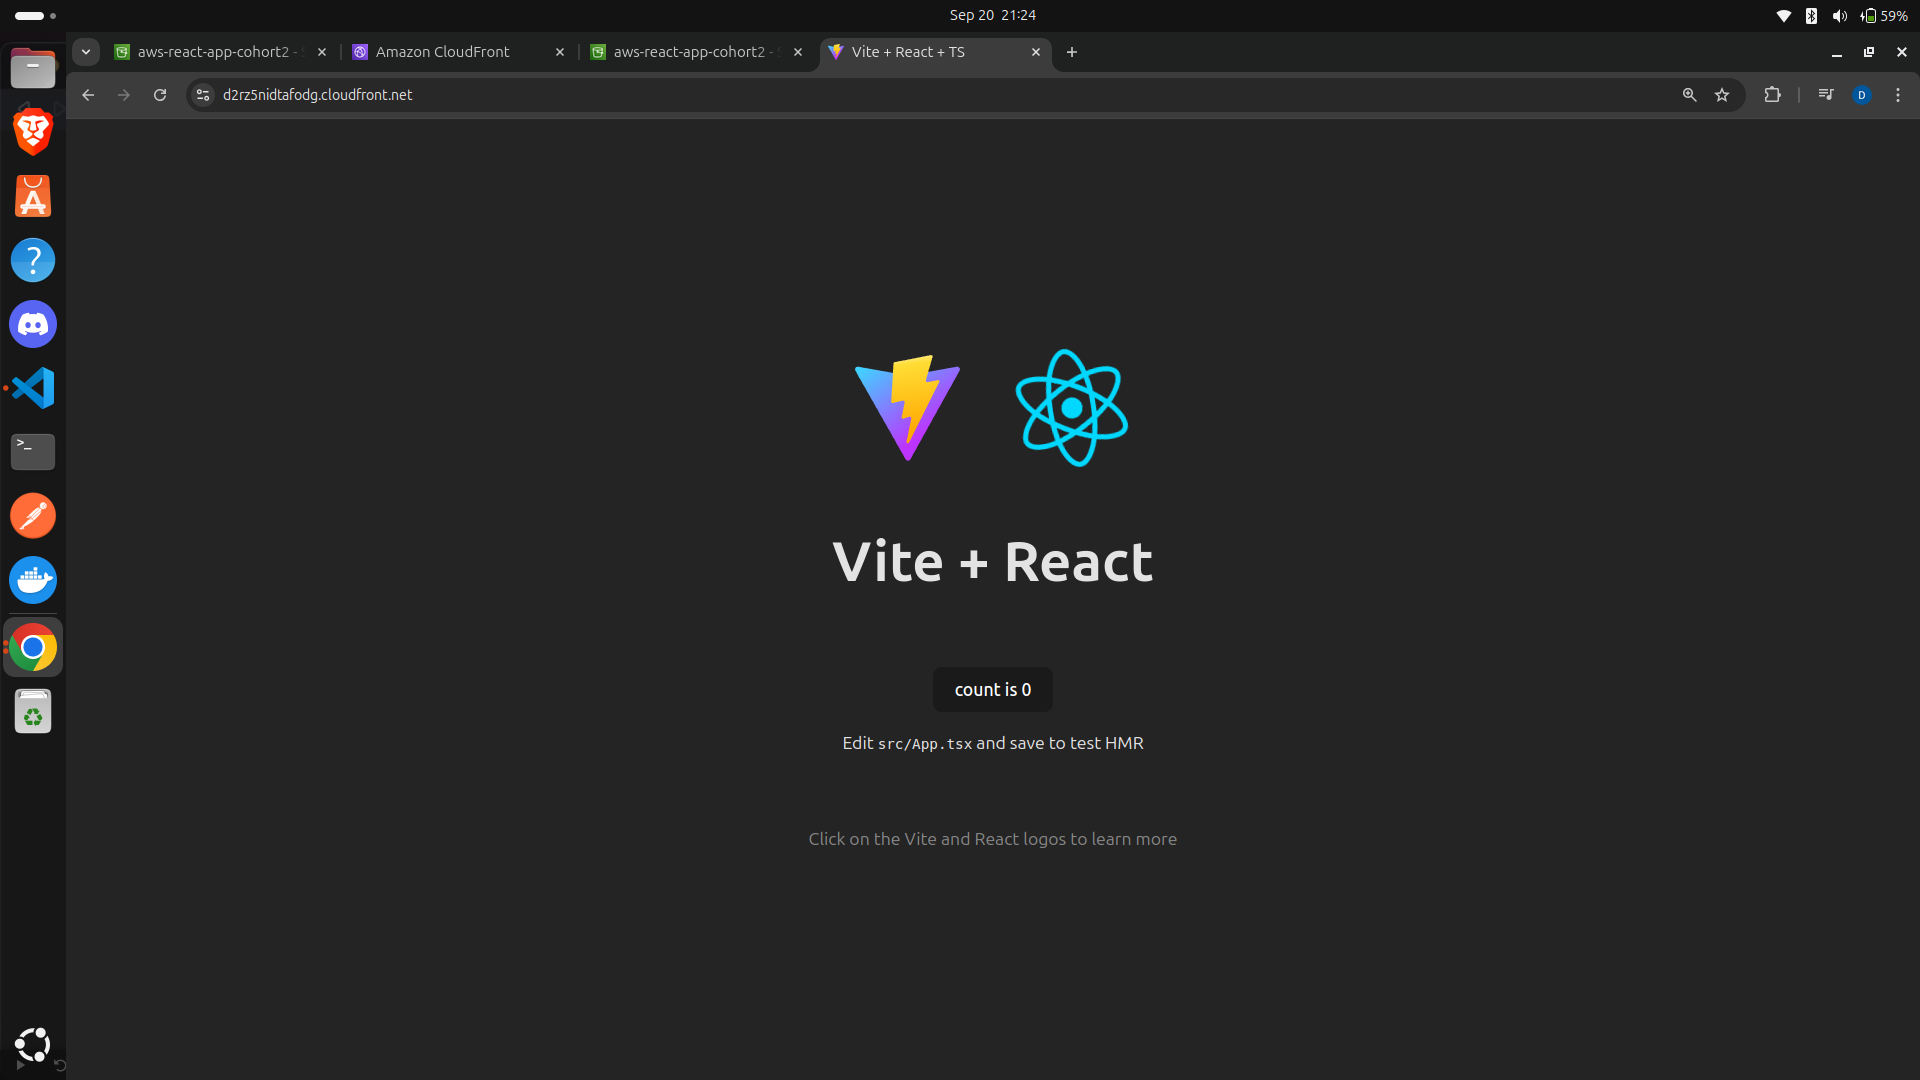 Sep 20 21:24
59%
aws-react-app-cohort2 -
Amazon CloudFront
aws-react-app-cohort2 -
Vite + React + TS
d2rz5nidtafodg.cloudfront.net
D
Vite + React
count is 0
Edit src/App.tsx and save to test HMR
Click on the Vite and React logos to learn more